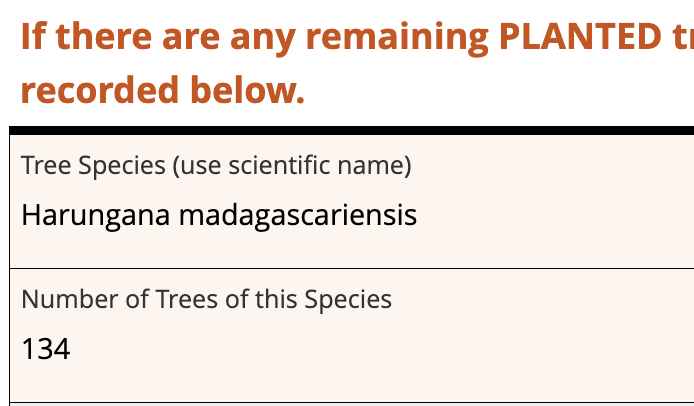 If there are any remaining PLANTED
recorded below.
Tree Species (use scientific name)
Harungana madagascariensis
Number of Trees of this Species
134